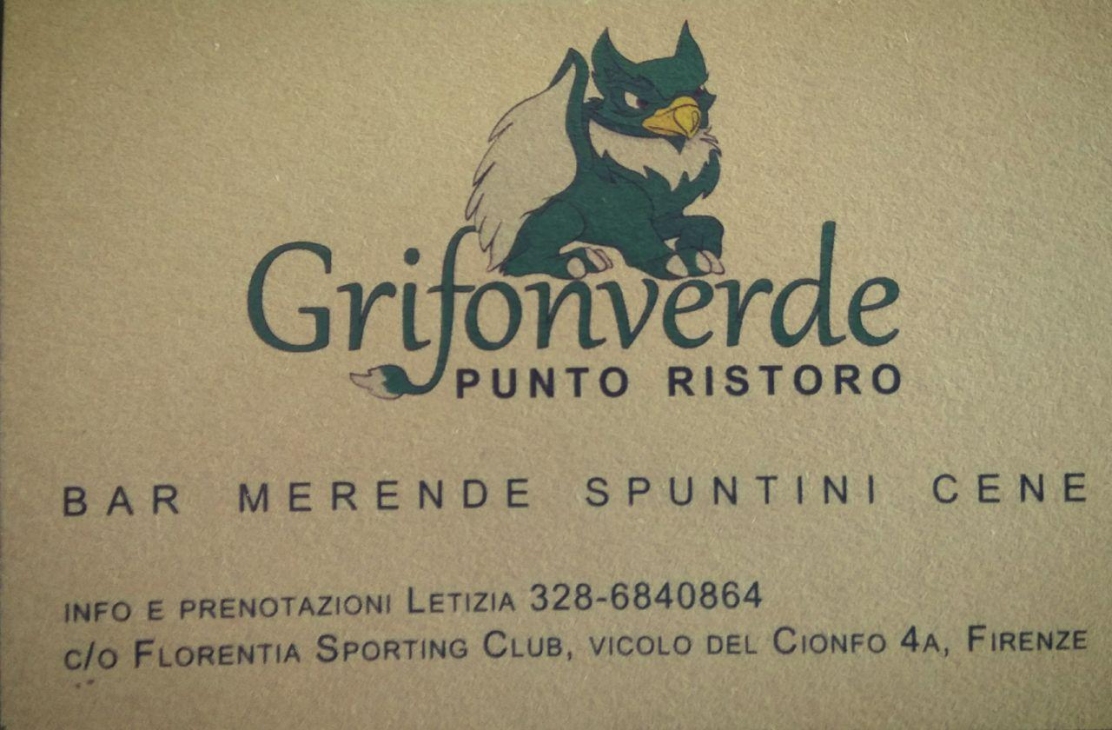 Grifonverde
PUNTO RISTORO
BAR MERENDE SPUNTINI CENE
INFO E PRENOTAZIONI LETIZIA 328-6840864
C/O FLORENTIA SPORTING CLUB, VICOLO DEL CIONFO 4A, FIRENZE